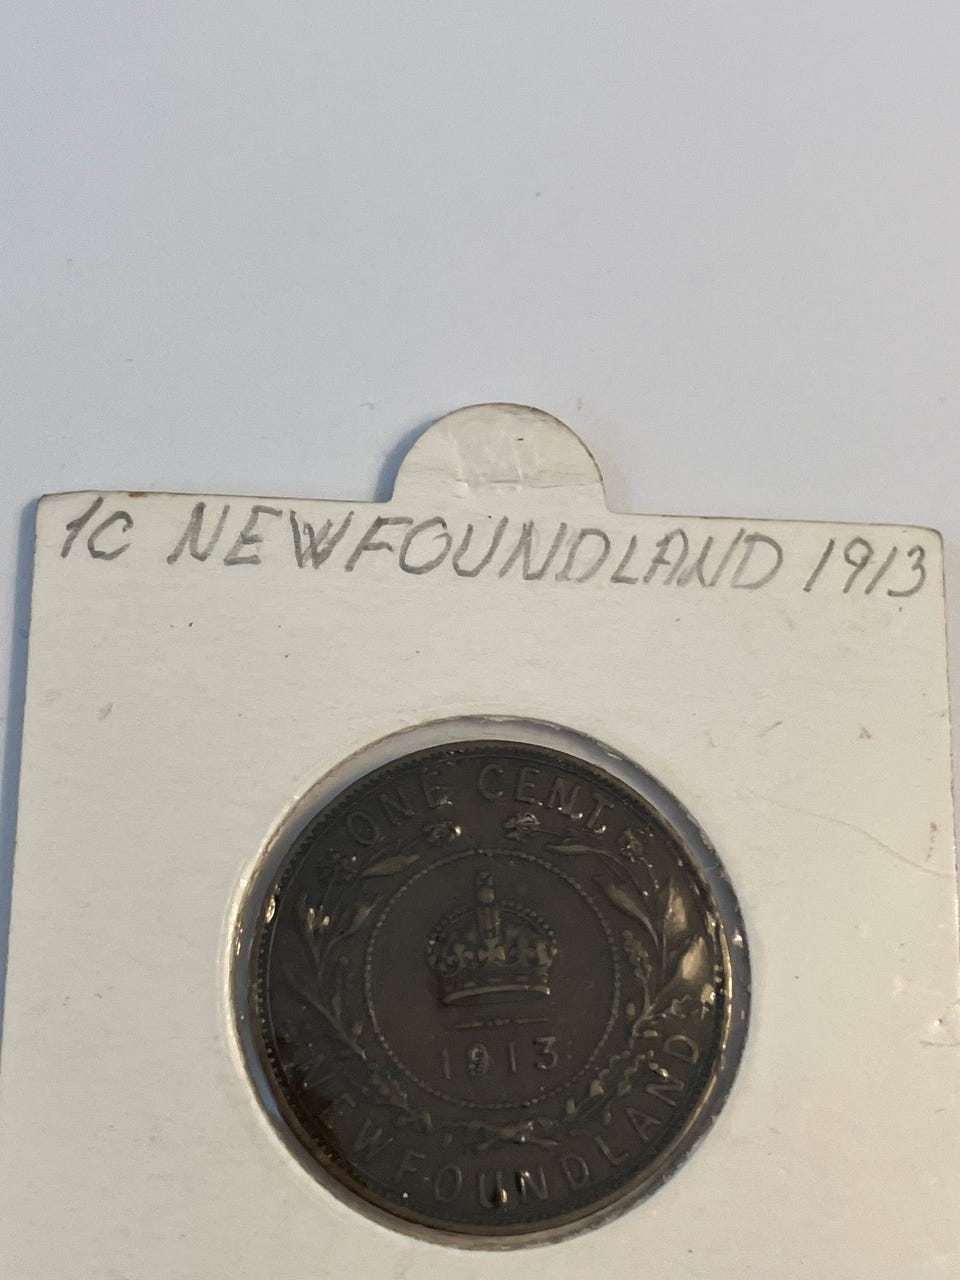 1C NEWFOUNDLAND 1913
ONE CENT
1913
NEWFOUNDLAND